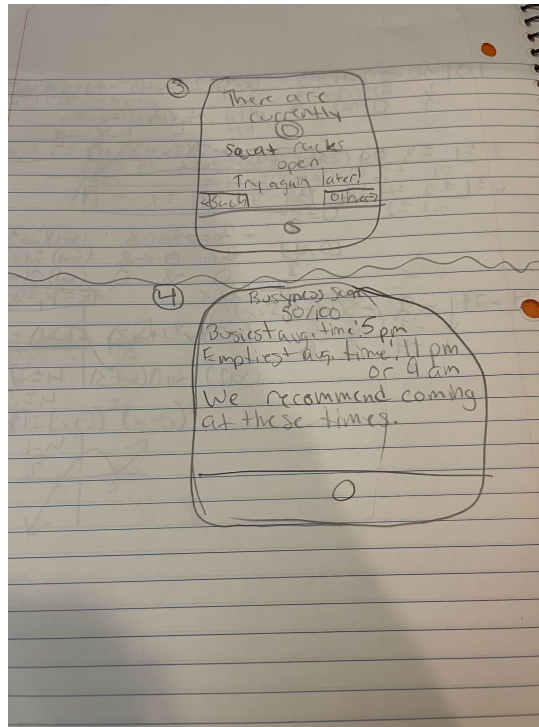 ③
There are
currently
0
Squat racks
open
Try again later!
<Back Other>
④
Busyness Score
50/100
Busiest avg. time: 5 pm
Emptiest avg. time: 11 pm
or 9 am
We recommend coming
at these times.